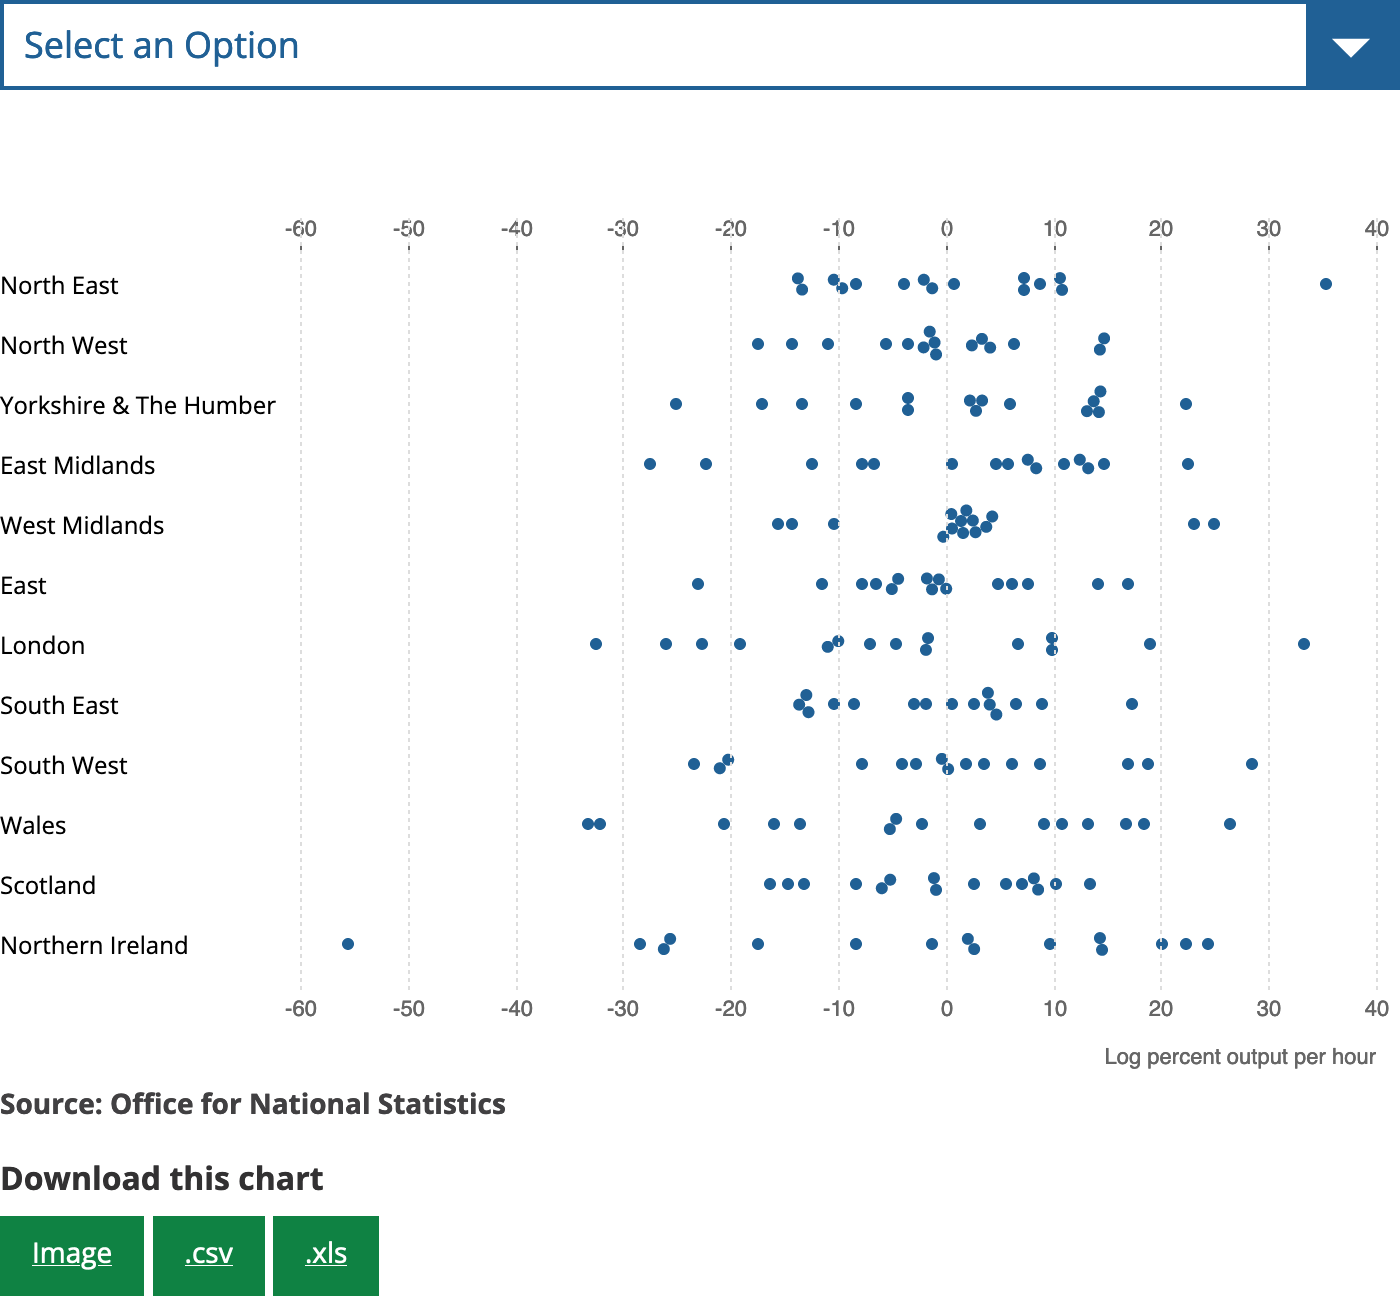 Select an Option
-60 -50 -40 -30 -20 -10 0 10 20 30 40
North East
North West
Yorkshire & The Humber
East Midlands
West Midlands
East
London
South East
South West
Wales
Scotland
Northern Ireland
-60 -50 -40 -30 -20 -10 0 10 20 30 40
Log percent output per hour
Source: Office for National Statistics
Download this chart
Image .csv .xls